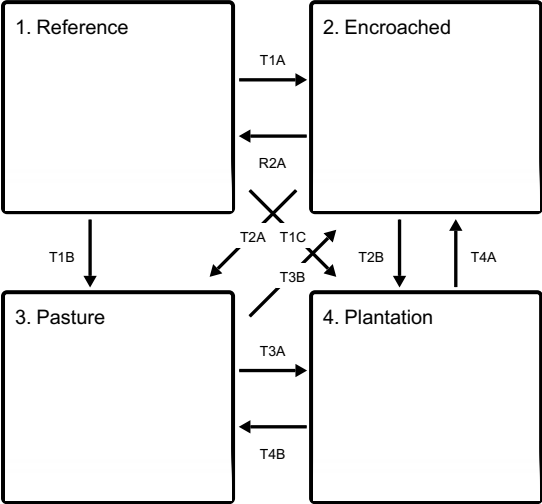 1. Reference
2. Encroached
T1A
R2A
T1B
T2A
T1C
T3B
T2B
T4A
3. Pasture
4. Plantation
T3A
T4B